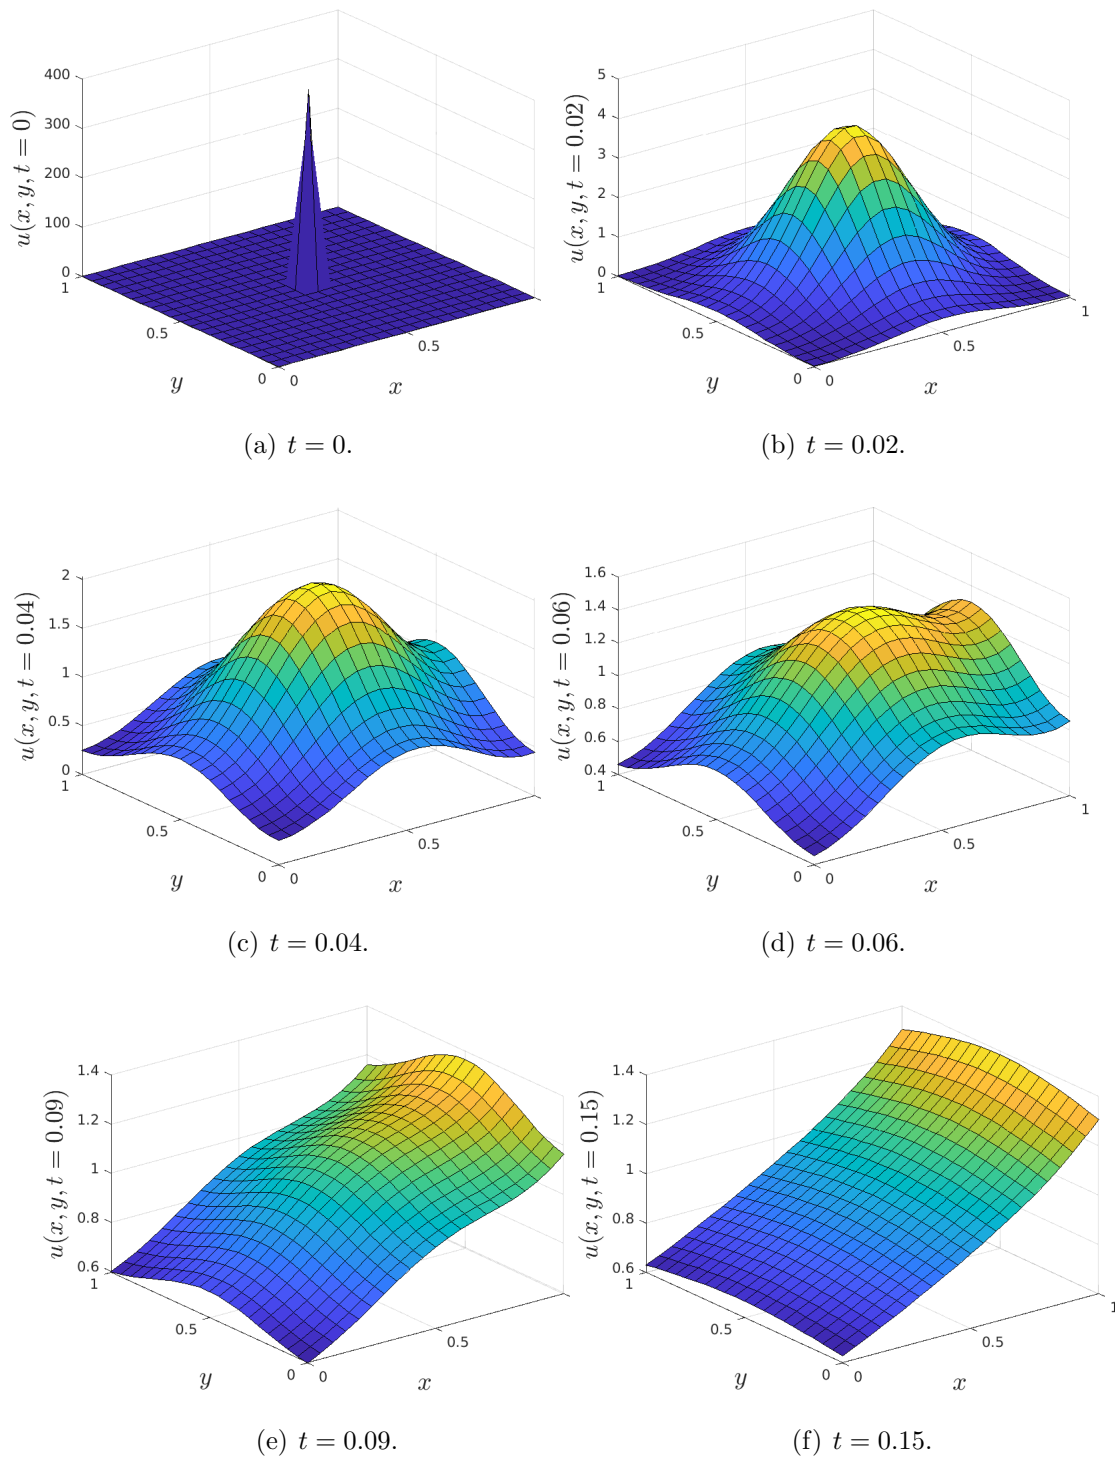 400
300
200
100
0
1
0.5
0
0
0.5
u(x, y, t = 0)
y
x
(a) t = 0.
5
4
3
2
1
0
1
0.5
0
0
0.5
1
u(x, y, t = 0.02)
y
x
(b) t = 0.02.
2
1.5
1
0.5
0
1
0.5
0
0
0.5
u(x, y, t = 0.04)
y
x
(c) t = 0.04.
1.6
1.4
1.2
1
0.8
0.6
0.4
1
0.5
0
0
0.5
1
u(x, y, t = 0.06)
y
x
(d) t = 0.06.
1.4
1.2
1
0.8
0.6
1
0.5
0
0
0.5
u(x, y, t = 0.09)
y
x
(e) t = 0.09.
1.4
1.2
1
0.8
0.6
1
0.5
0
0
0.5
1
u(x, y, t = 0.15)
y
x
(f) t = 0.15.